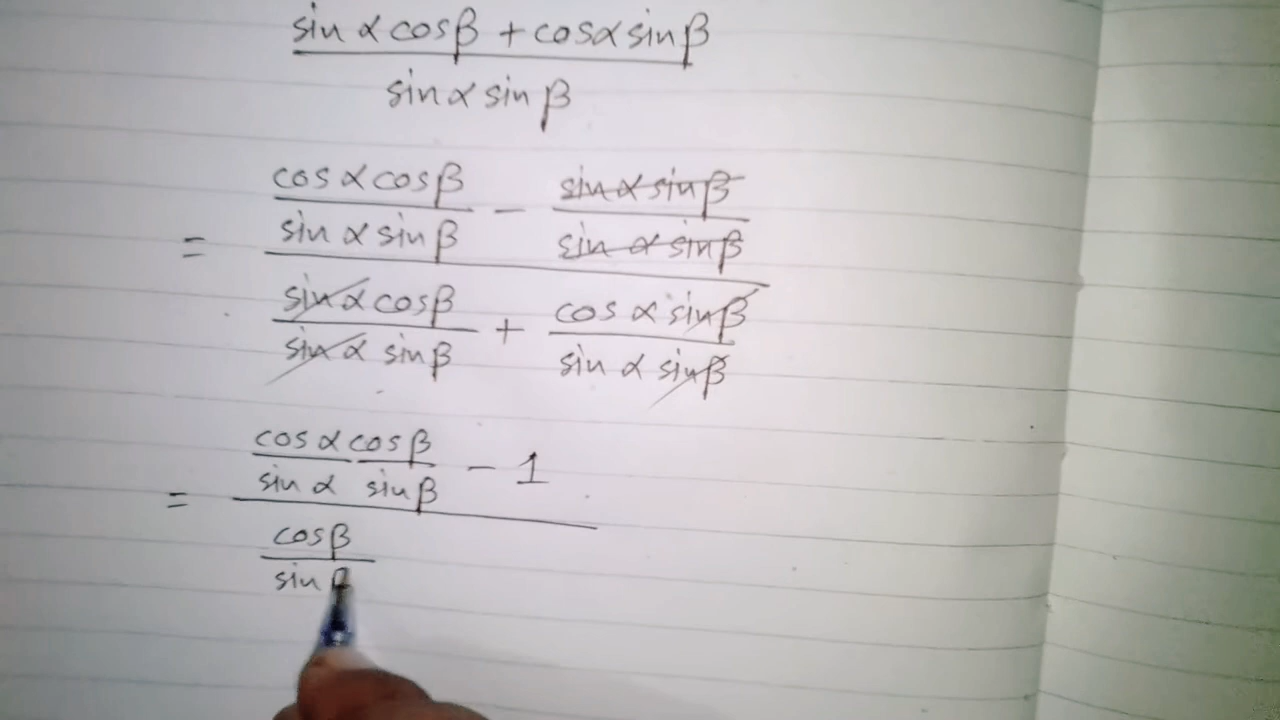 sin α cos β + cos α sin β
sin α sin β
cos α cos β - sin α sin β
sin α sin β sin α sin β
=
sin α cos β + cos α sin β
sin α sin β sin α sin β
cos α cos β - 1
sin α sin β
=
cos β
sin β